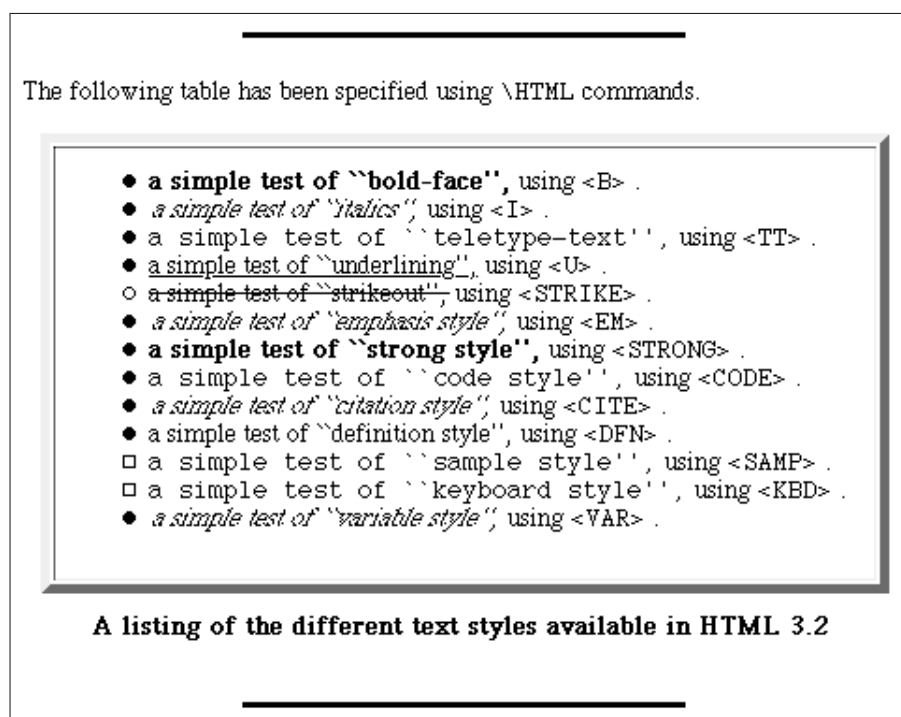 The following table has been specified using \HTML commands.
● a simple test of ``bold-face'', using <B> .
● a simple test of ``italics'', using <I> .
● a simple test of ``teletype-text'', using <TT> .
● a simple test of ``underlining'', using <U> .
○ a simple test of ``strikeout'', using <STRIKE> .
● a simple test of ``emphasis style'', using <EM> .
● a simple test of ``strong style'', using <STRONG> .
● a simple test of ``code style'', using <CODE> .
● a simple test of ``citation style'', using <CITE> .
● a simple test of ``definition style'', using <DFN> .
□ a simple test of ``sample style'', using <SAMP> .
□ a simple test of ``keyboard style'', using <KBD> .
● a simple test of ``variable style'', using <VAR> .
A listing of the different text styles available in HTML 3.2